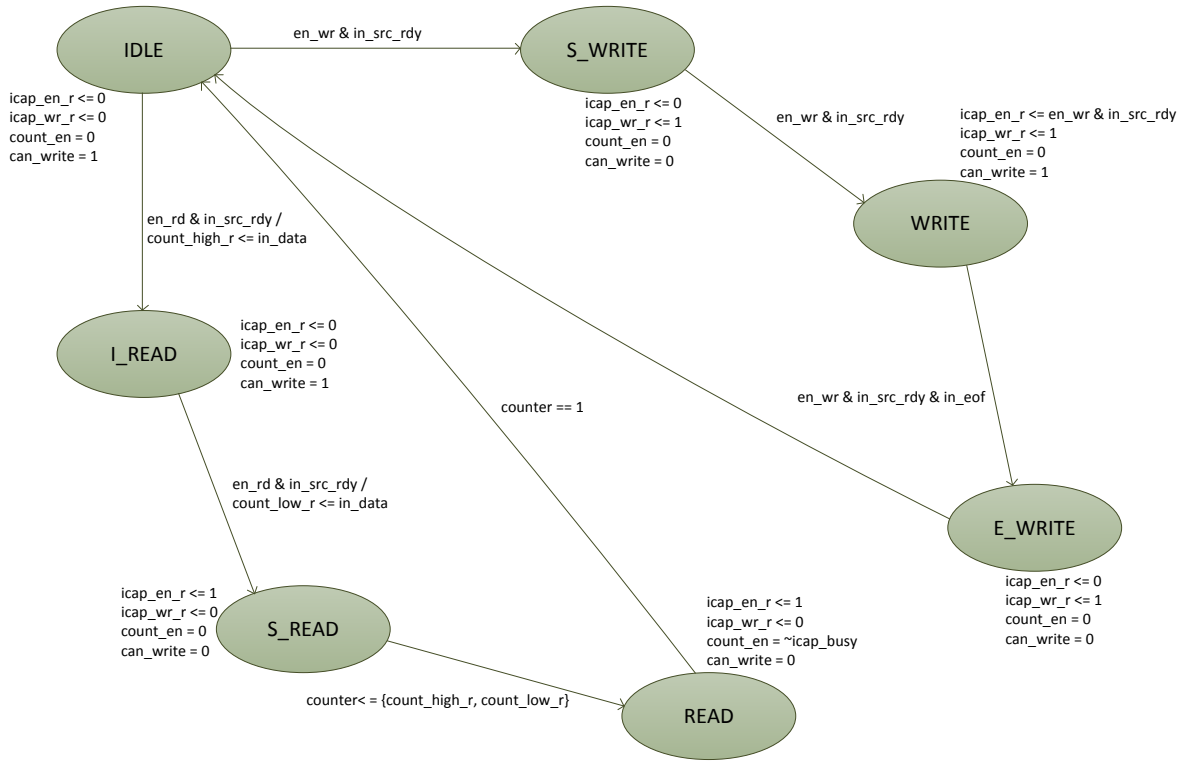 IDLE
en_wr & in_src_rdy
S_WRITE
icap_en_r <= 0
icap_wr_r <= 0
count_en = 0
can_write = 1
icap_en_r <= 0
icap_wr_r <= 1
count_en = 0
can_write = 0
en_wr & in_src_rdy
icap_en_r <= en_wr & in_src_rdy
icap_wr_r <= 1
count_en = 0
can_write = 1
WRITE
en_rd & in_src_rdy /
count_high_r <= in_data
I_READ
icap_en_r <= 0
icap_wr_r <= 0
count_en = 0
can_write = 1
counter == 1
en_wr & in_src_rdy & in_eof
en_rd & in_src_rdy /
count_low_r <= in_data
E_WRITE
icap_en_r <= 0
icap_wr_r <= 1
count_en = 0
can_write = 0
icap_en_r <= 1
icap_wr_r <= 0
count_en = 0
can_write = 0
S_READ
icap_en_r <= 1
icap_wr_r <= 0
count_en = ~icap_busy
can_write = 0
counter< = {count_high_r, count_low_r}
READ